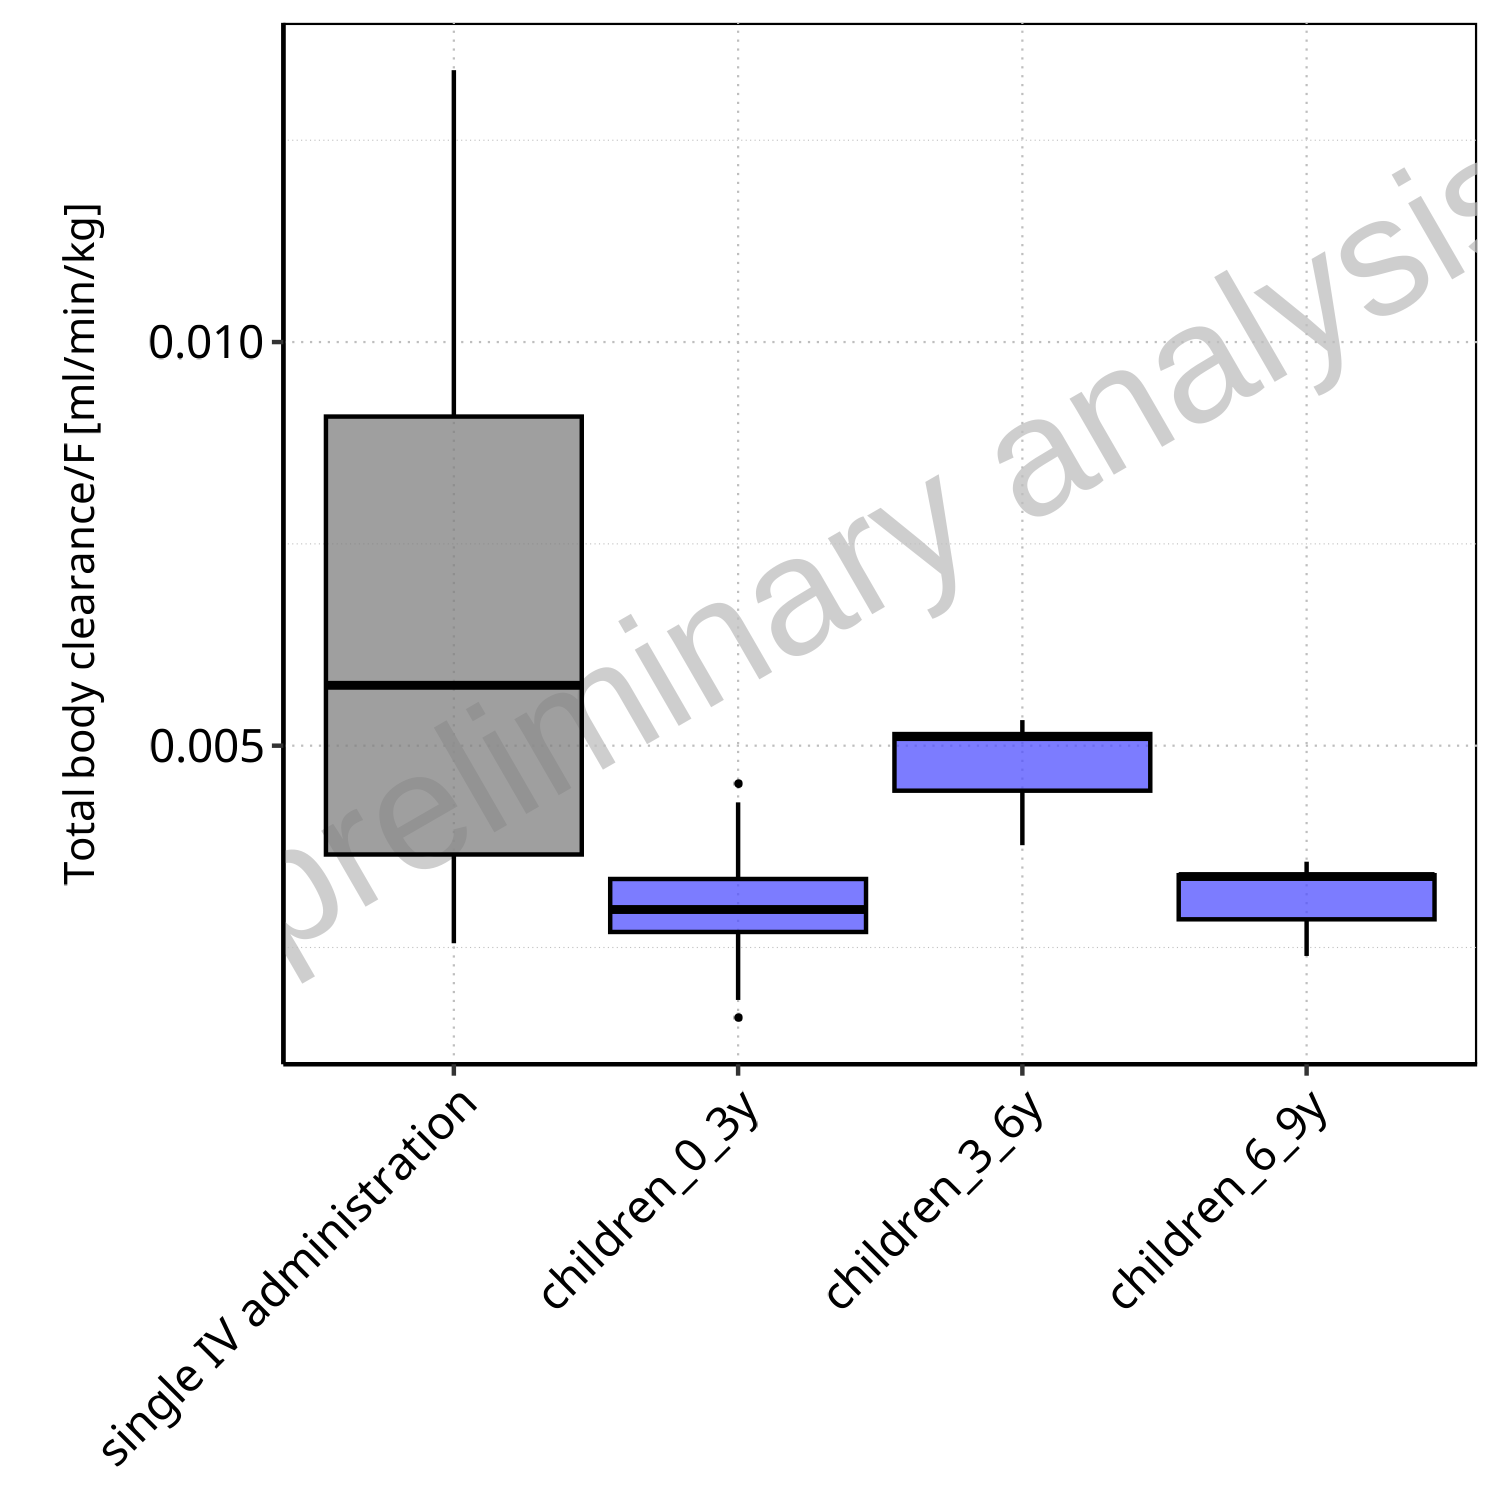 Total body clearance/F [ml/min/kg]
0.010
0.005
preliminary analysis
single IV administration
children_0_3y
children_3_6y
children_6_9y